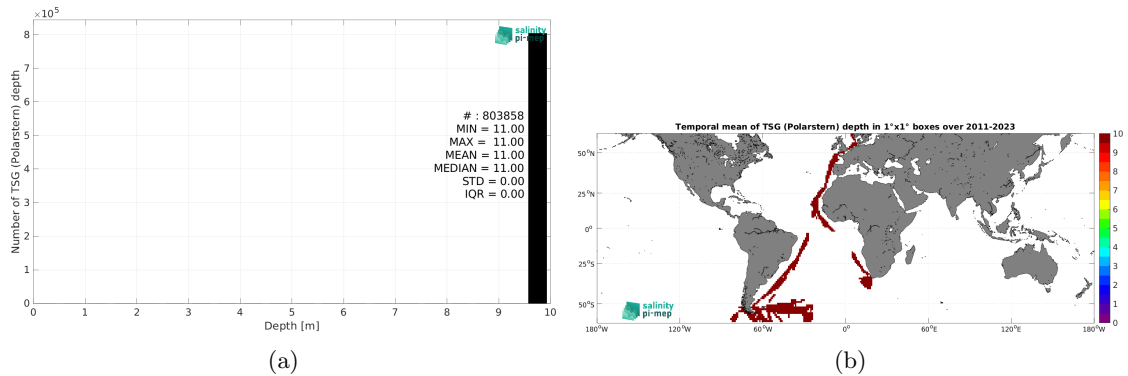 ×10⁵
8
7
6
5
4
3
2
1
0
Number of TSG (Polarstern) depth
salinity
pi-mep
# : 803858
MIN = 11.00
MAX = 11.00
MEAN = 11.00
MEDIAN = 11.00
STD = 0.00
IQR = 0.00
0 1 2 3 4 5 6 7 8 9 10
Depth [m]
(a)
Temporal mean of TSG (Polarstern) depth in 1°x1° boxes over 2011-2023
50°N
25°N
0°
25°S
50°S
salinity
pi-mep
180°W 120°W 60°W 0° 60°E 120°E 180°E
10
9
8
7
6
5
4
3
2
1
0
(b)